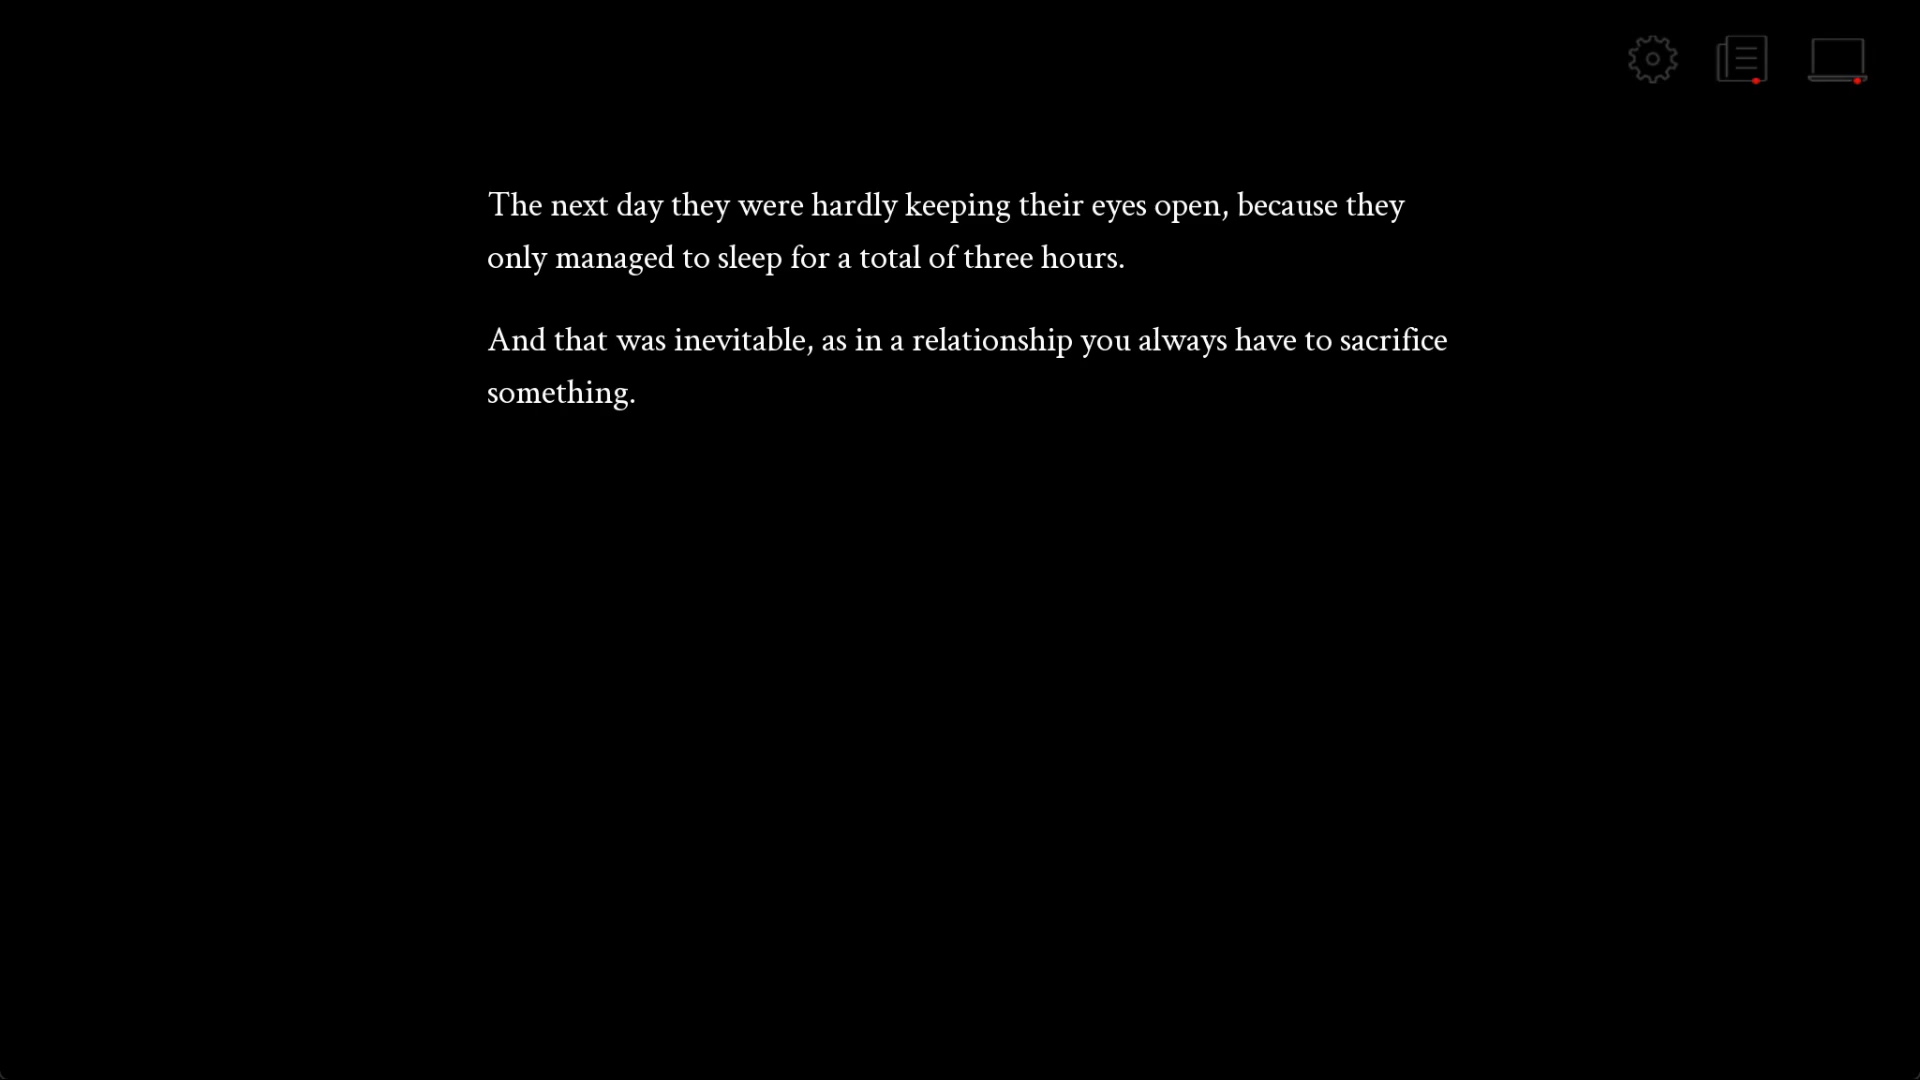 The next day they were hardly keeping their eyes open, because they
only managed to sleep for a total of three hours.
And that was inevitable, as in a relationship you always have to sacrifice
something.